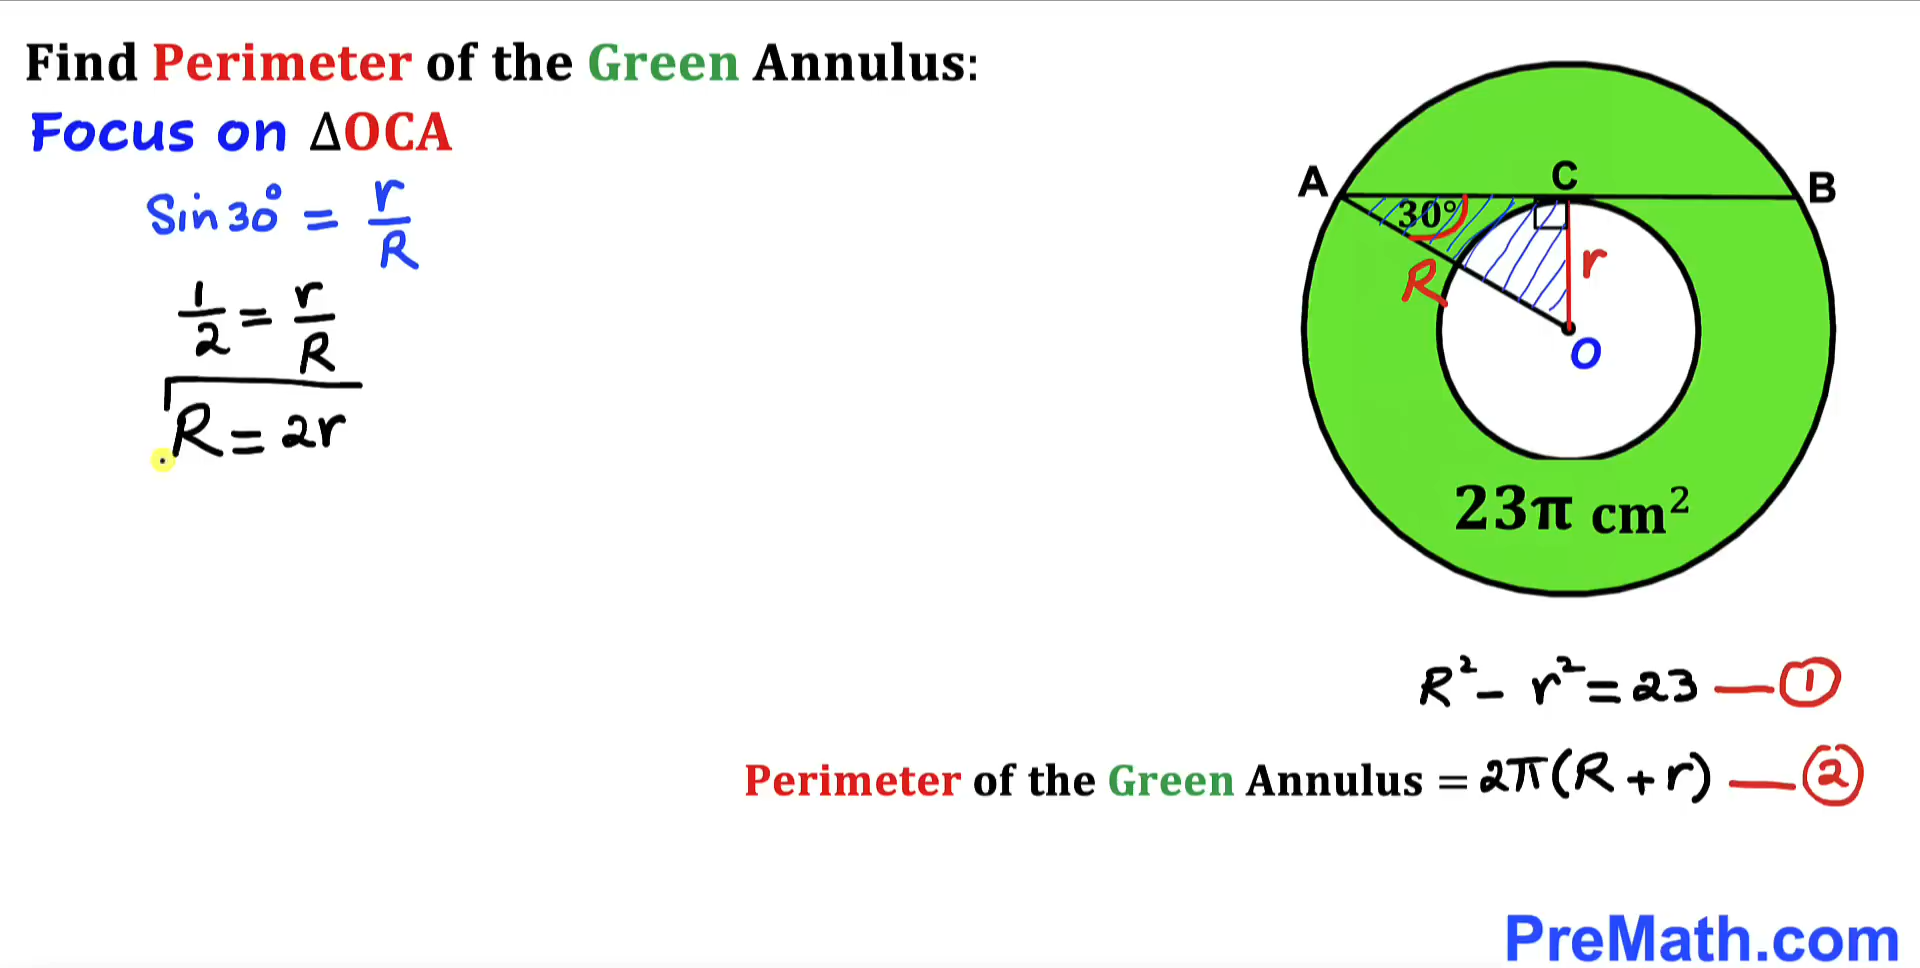 Find Perimeter of the Green Annulus:
Focus on ΔOCA
Sin 30° = r/R
1/2 = r/R
R = 2r
A
C
B
30°
R
r
O
23π cm²
R² - r² = 23 — ①
Perimeter of the Green Annulus = 2π(R + r) — ②
PreMath.com